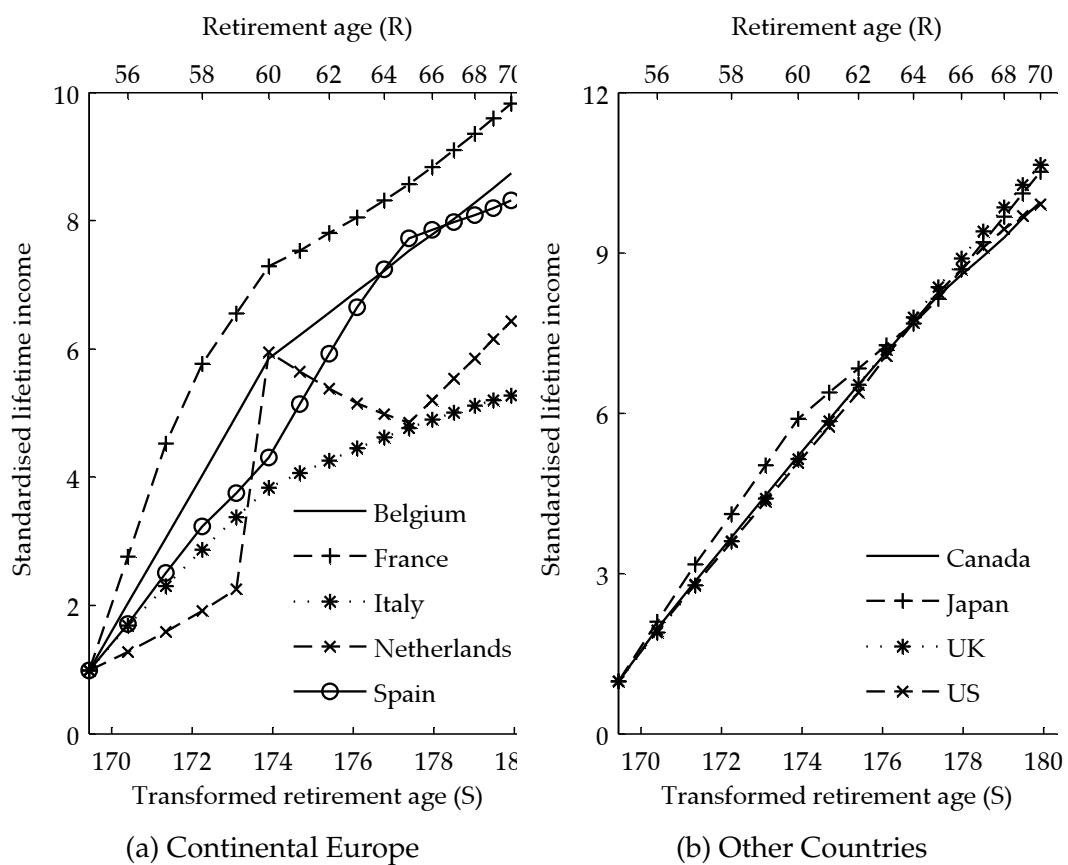 Retirement age (R)
56 58 60 62 64 66 68 70
10
8
6
4
2
0
Standardised lifetime income
Belgium
France
Italy
Netherlands
Spain
170 172 174 176 178 18
Transformed retirement age (S)
(a) Continental Europe
Retirement age (R)
56 58 60 62 64 66 68 70
12
9
6
3
0
Standardised lifetime income
Canada
Japan
UK
US
170 172 174 176 178 180
Transformed retirement age (S)
(b) Other Countries